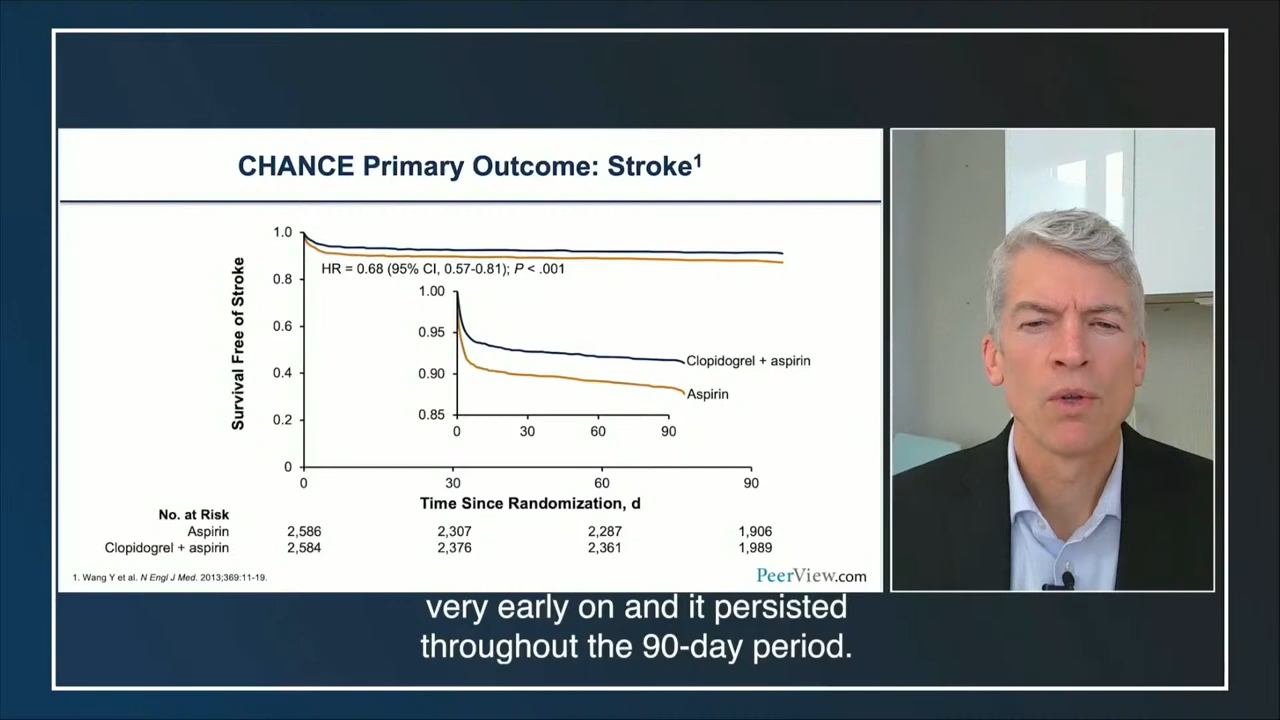 CHANCE Primary Outcome: Stroke1
Survival Free of Stroke
1.0
0.8
0.6
0.4
0.2
0
HR = 0.68 (95% CI, 0.57-0.81); P < .001
1.00
0.95
0.90
0.85
Clopidogrel + aspirin
Aspirin
0 30 60 90
0 30 60 90
Time Since Randomization, d
No. at Risk
Aspirin 2,586 2,307 2,287 1,906
Clopidogrel + aspirin 2,584 2,376 2,361 1,989
1. Wang Y et al. N Engl J Med. 2013;369:11-19.
PeerView.com
very early on and it persisted
throughout the 90-day period.